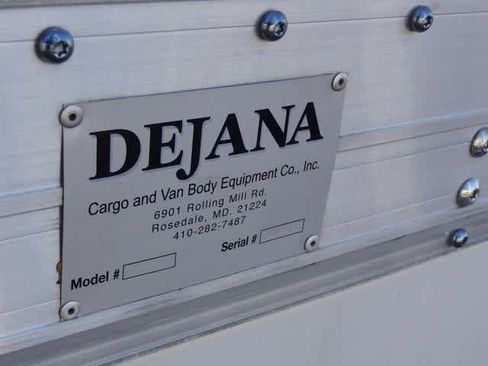 DEJANA
Cargo and Van Body Equipment Co., Inc.
6901 Rolling Mill Rd.
Rosedale, MD. 21224
410-282-7487
Model # Serial #